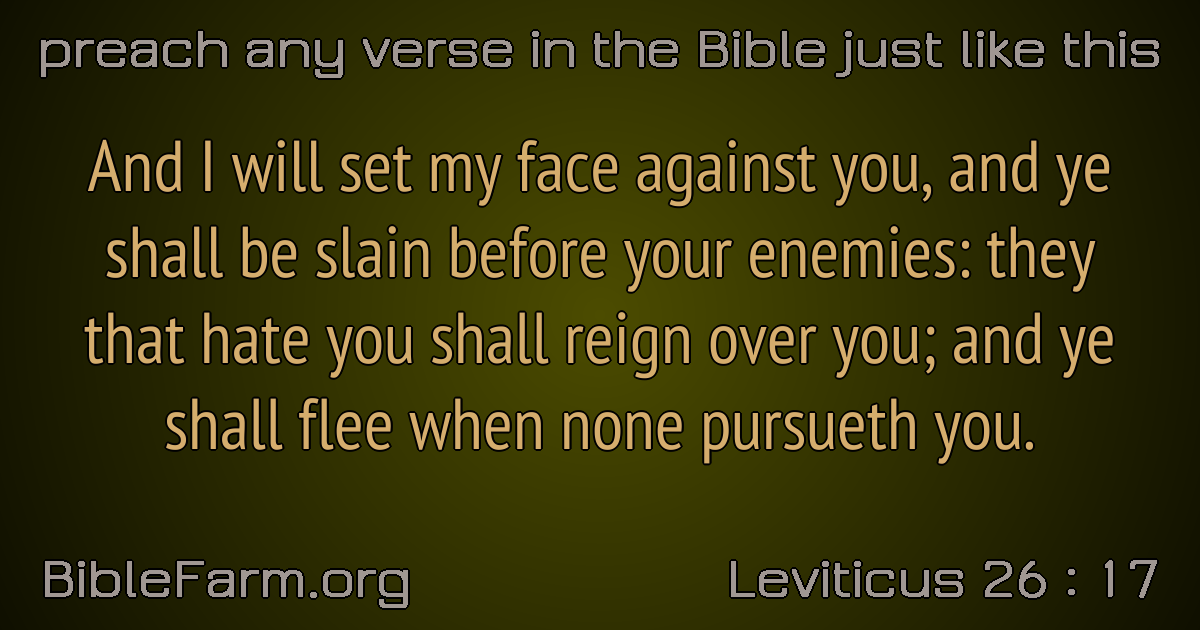 preach any verse in the Bible just like this
And I will set my face against you, and ye
shall be slain before your enemies: they
that hate you shall reign over you; and ye
shall flee when none pursueth you.
BibleFarm.org
Leviticus 26 : 17